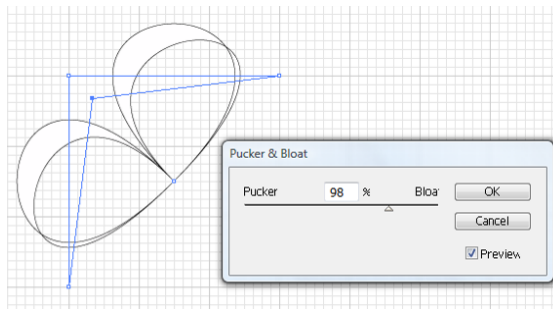 Pucker & Bloat
Pucker 98 % Bloa
OK
Cancel
Preview